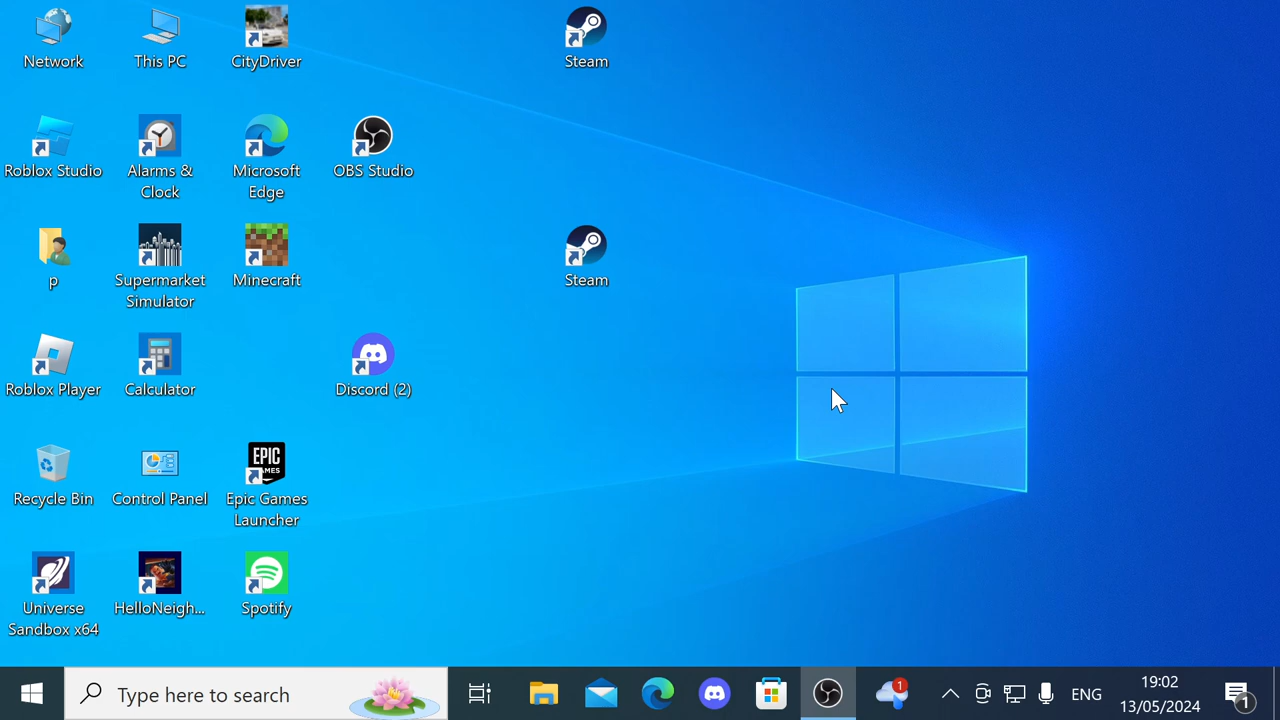 Network
This PC
CityDriver
Steam
Roblox Studio
Alarms &
Clock
Microsoft
Edge
OBS Studio
p
Supermarket
Simulator
Minecraft
Steam
Roblox Player
Calculator
Discord (2)
Recycle Bin
Control Panel
EPIC
GAMES
Epic Games
Launcher
Universe
Sandbox x64
HelloNeigh...
Spotify
Type here to search
1
ENG
19:02
13/05/2024
1